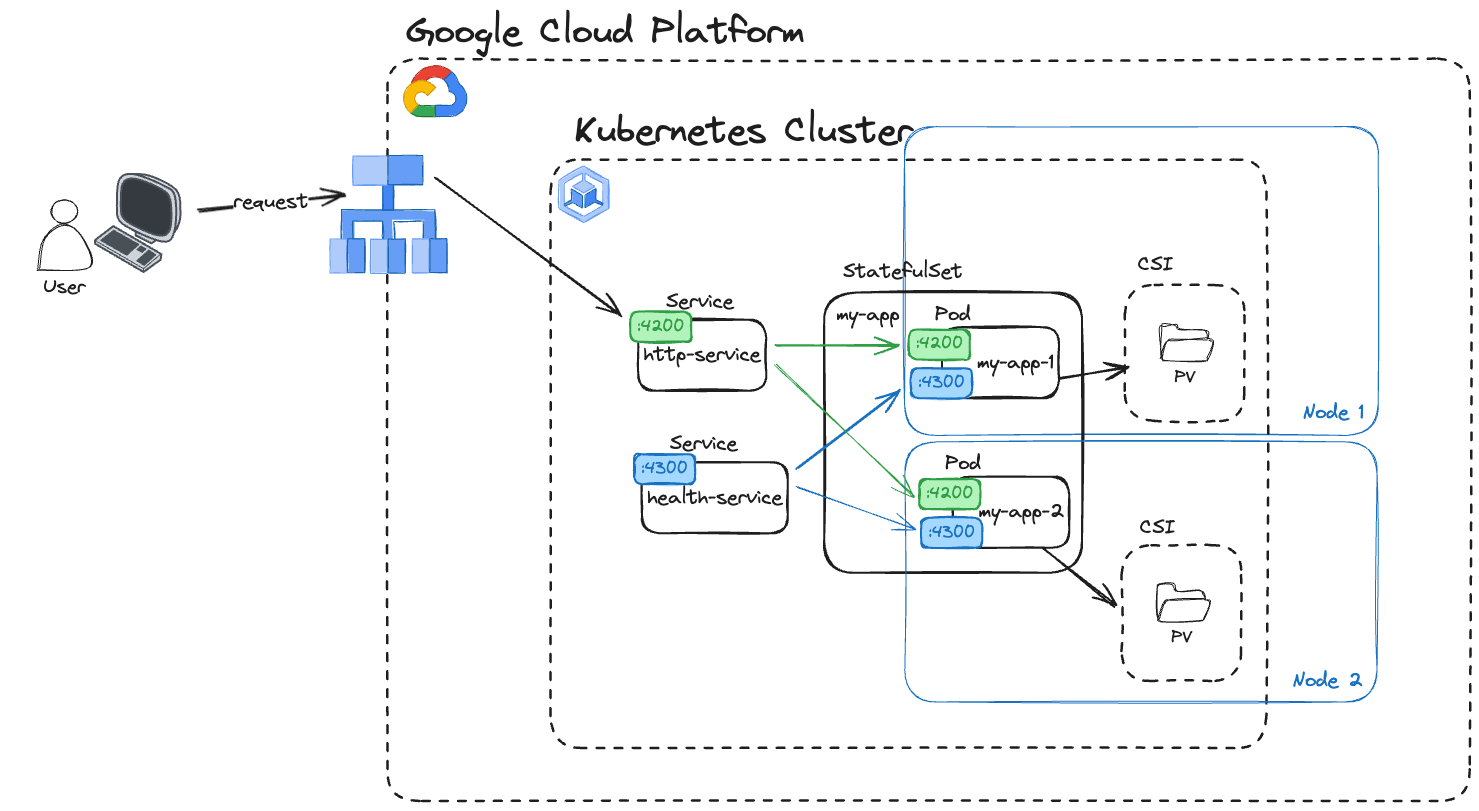 Google Cloud Platform
Kubernetes Cluster
request
User
StatefulSet
CSI
Service
my-app
Pod
:4200
http-service
:4200
my-app-1
:4300
PV
Node 1
Service
:4300
health-service
Pod
:4200
my-app-2
:4300
CSI
PV
Node 2